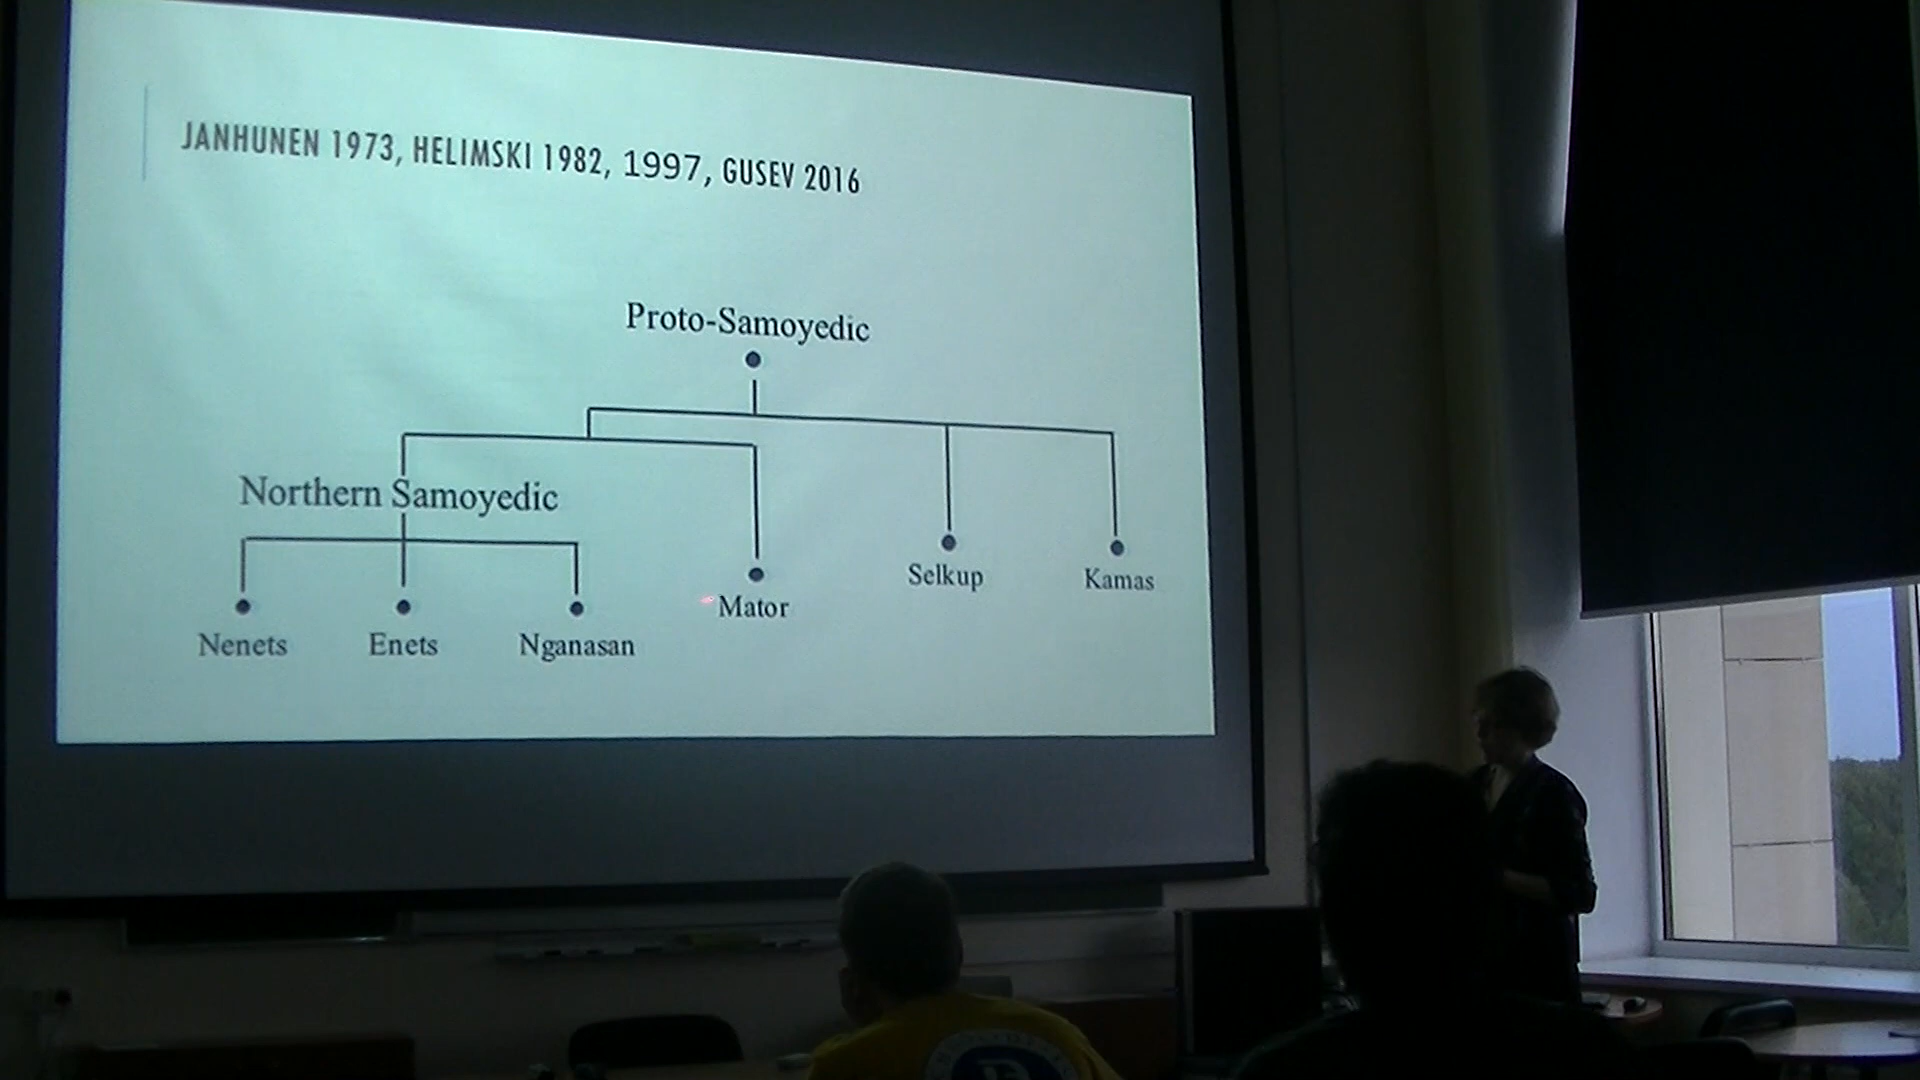 JANHUNEN 1973, HELIMSKI 1982, 1997, GUSEV 2016
Proto-Samoyedic
Northern Samoyedic
Nenets
Enets
Nganasan
Mator
Selkup
Kamas